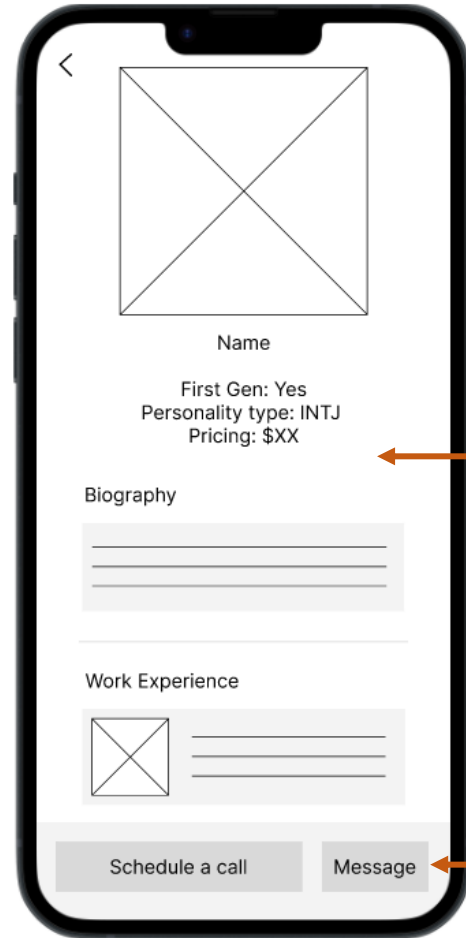 Name
First Gen: Yes
Personality type: INTJ
Pricing: $XX
Biography
Work Experience
Schedule a call
Message